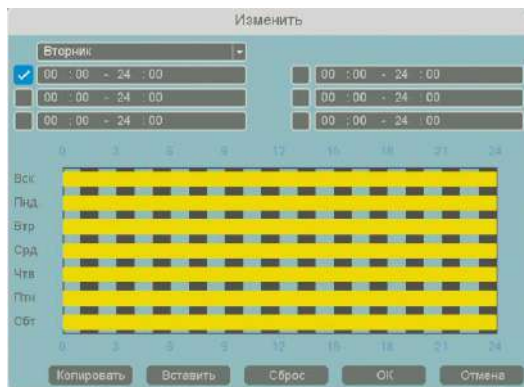 Изменить
Вторник
00 :00 - 24 :00 00 :00 - 24 :00
00 :00 - 24 :00 00 :00 - 24 :00
00 :00 - 24 :00 00 :00 - 24 :00
0 3 6 9 12 15 18 21 24
Вск
Пнд
Втр
Срд
Чтв
Птн
Сбт
0 3 6 9 12 15 18 21 24
Копировать Вставить Сброс OK Отмена